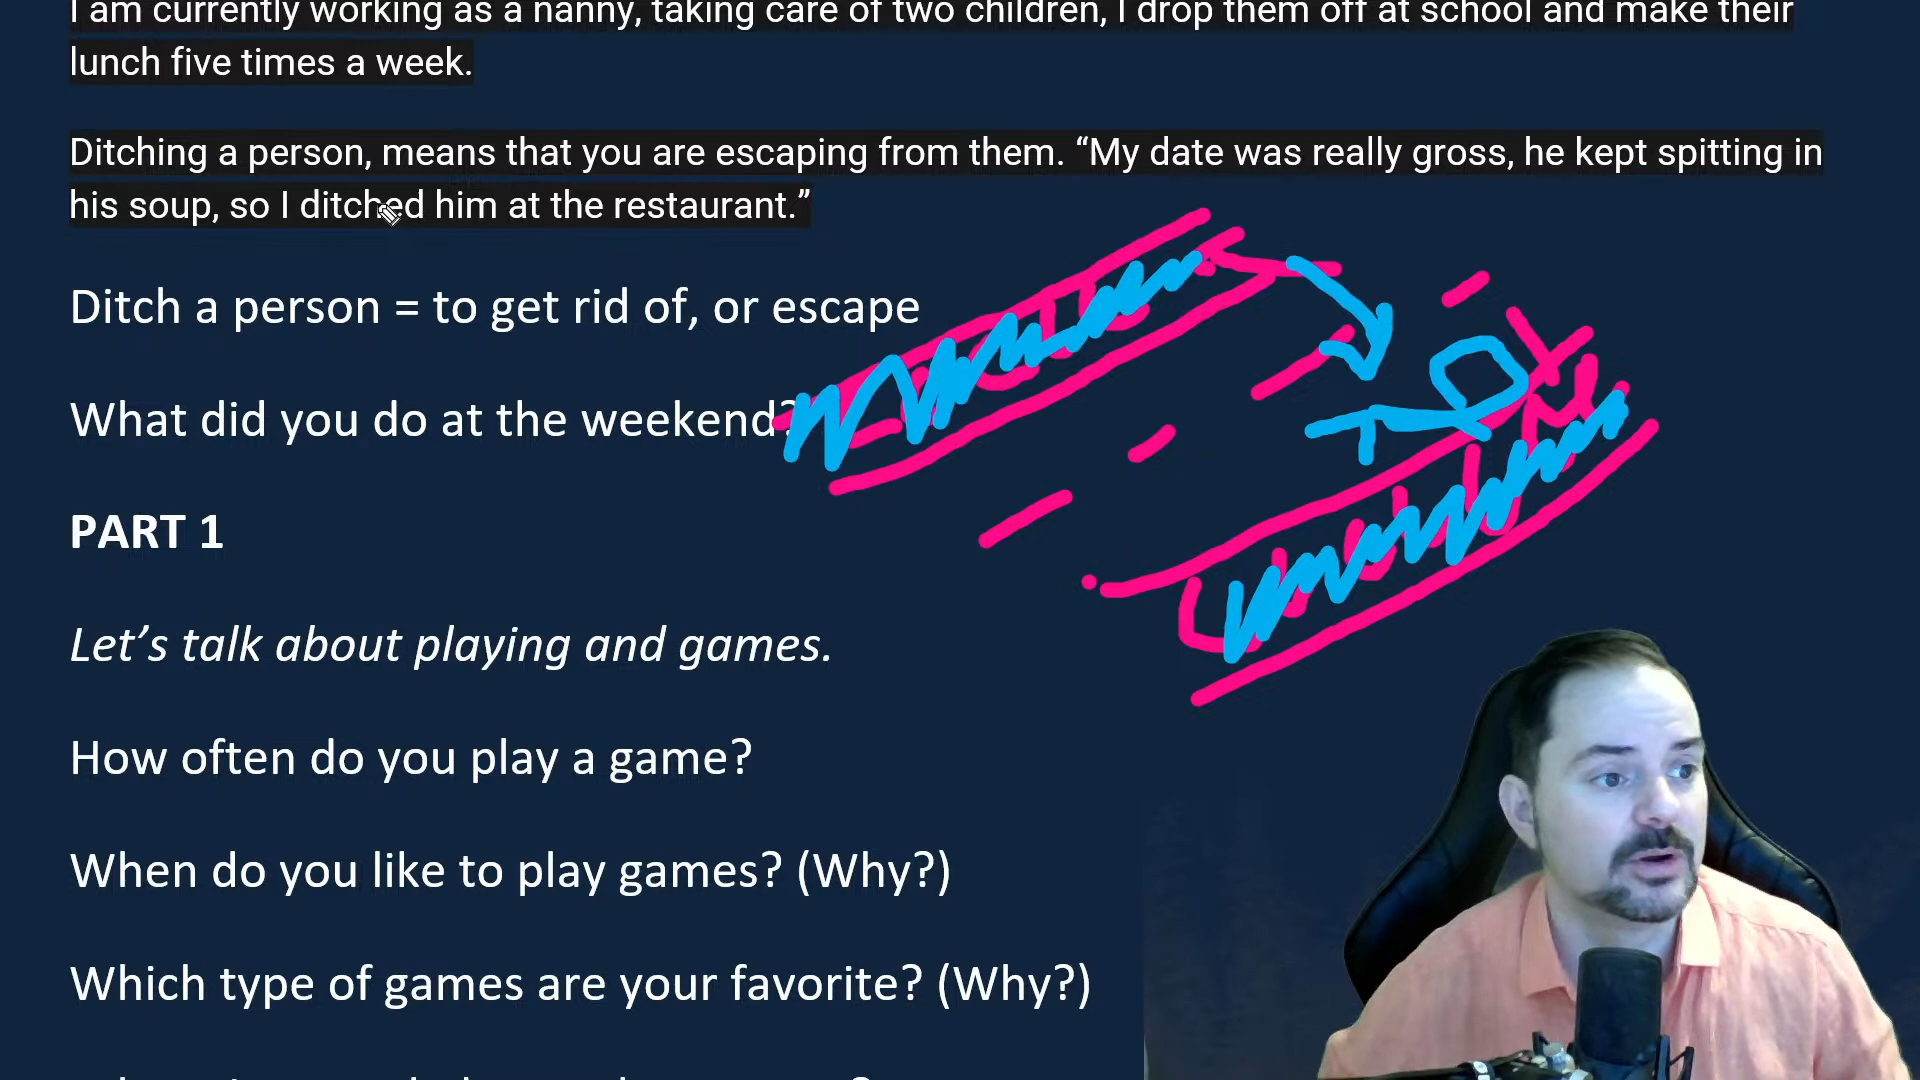 I am currently working as a nanny, taking care of two children, I drop them off at school and make their
lunch five times a week.
Ditching a person, means that you are escaping from them. “My date was really gross, he kept spitting in
his soup, so I ditched him at the restaurant.”
Ditch a person = to get rid of, or escape
What did you do at the weekend?
PART 1
Let’s talk about playing and games.
How often do you play a game?
When do you like to play games? (Why?)
Which type of games are your favorite? (Why?)